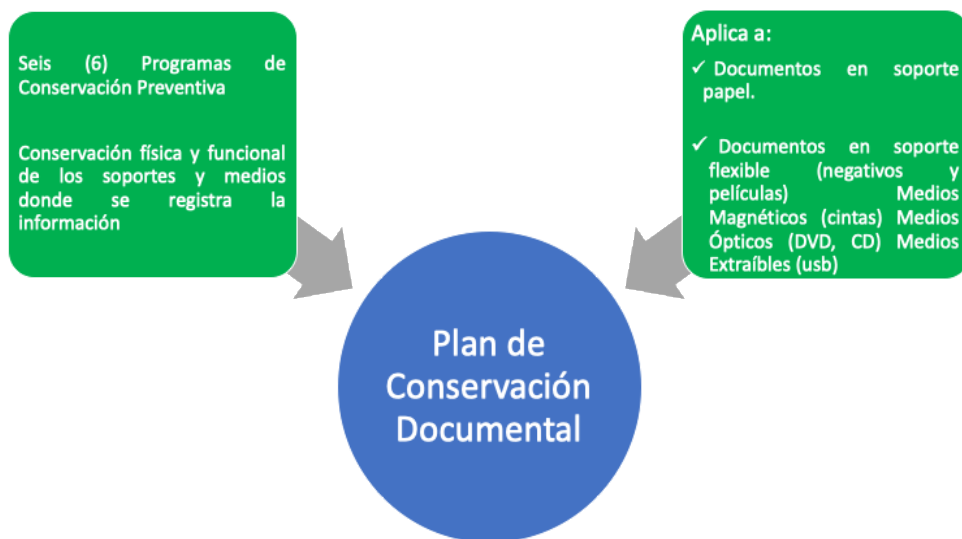 Seis (6) Programas de
Conservación Preventiva
Conservación física y funcional
de los soportes y medios
donde se registra la
información
Aplica a:
✓ Documentos en soporte
papel.
✓ Documentos en soporte
flexible (negativos y
películas) Medios
Magnéticos (cintas) Medios
Ópticos (DVD, CD) Medios
Extraíbles (usb)
Plan de
Conservación
Documental